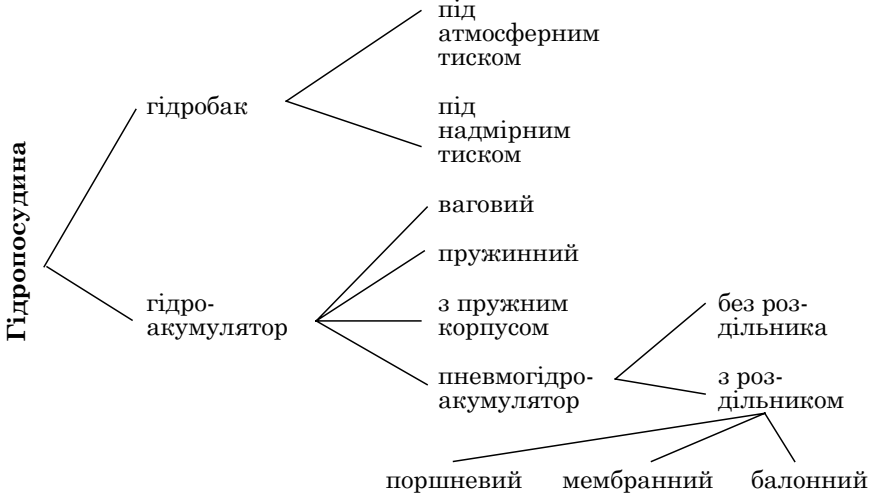 Гідропосудина
гідробак
під
атмосферним
тиском
під
надмірним
тиском
гідро-
акумулятор
ваговий
пружинний
з пружним
корпусом
пневмогідро-
акумулятор
без роз-
дільника
з роз-
дільником
поршневий
мембранний
балонний